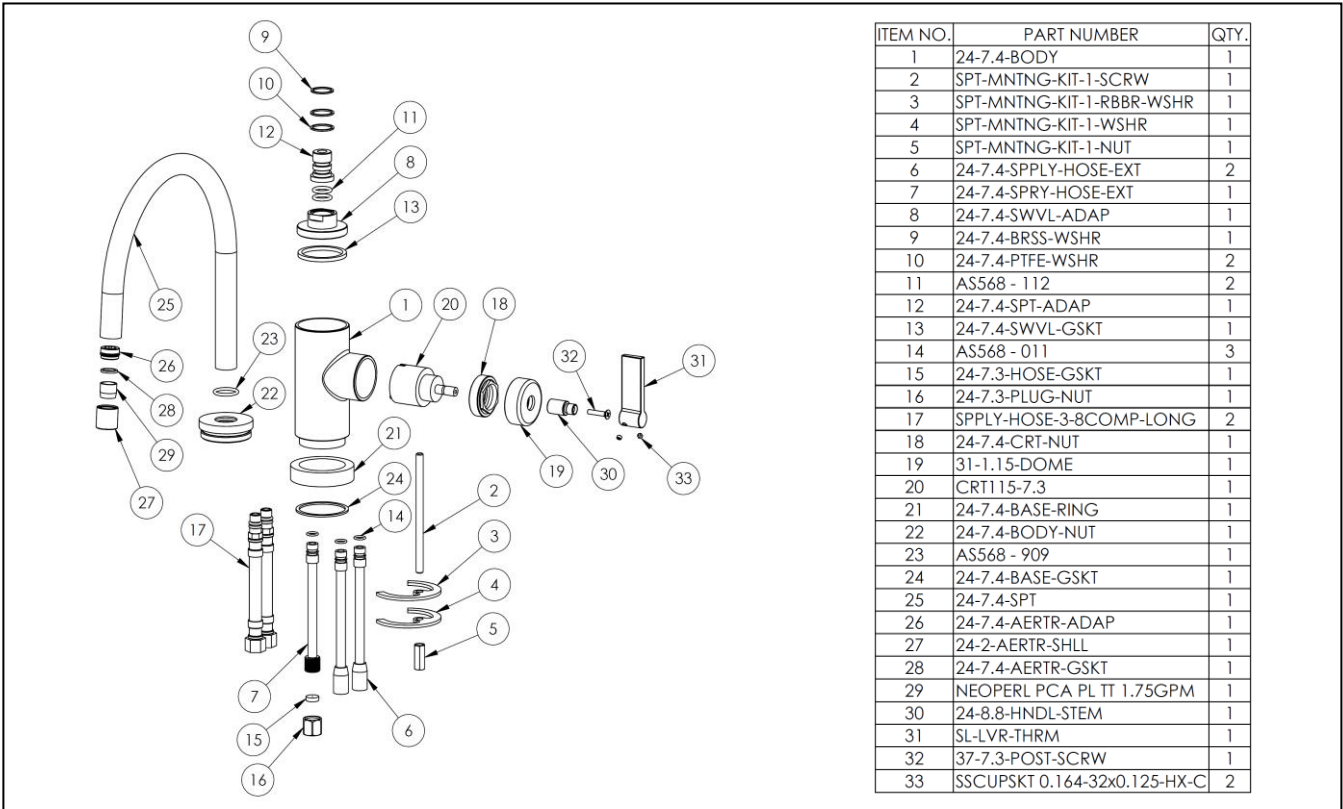 9
10
11
12
8
13
25
1
20
18
32
31
23
26
28
22
29
27
21
19
30
33
24
2
14
3
17
4
5
7
6
15
16
ITEM NO. PART NUMBER QTY.
1 24-7.4-BODY 1
2 SPT-MNTNG-KIT-1-SCRW 1
3 SPT-MNTNG-KIT-1-RBBR-WSHR 1
4 SPT-MNTNG-KIT-1-WSHR 1
5 SPT-MNTNG-KIT-1-NUT 1
6 24-7.4-SPPLY-HOSE-EXT 2
7 24-7.4-SPRY-HOSE-EXT 1
8 24-7.4-SWVL-ADAP 1
9 24-7.4-BRSS-WSHR 1
10 24-7.4-PTFE-WSHR 2
11 AS568 - 112 2
12 24-7.4-SPT-ADAP 1
13 24-7.4-SWVL-GSKT 1
14 AS568 - 011 3
15 24-7.3-HOSE-GSKT 1
16 24-7.3-PLUG-NUT 1
17 SPPLY-HOSE-3-8COMP-LONG 2
18 24-7.4-CRT-NUT 1
19 31-1.15-DOME 1
20 CRT115-7.3 1
21 24-7.4-BASE-RING 1
22 24-7.4-BODY-NUT 1
23 AS568 - 909 1
24 24-7.4-BASE-GSKT 1
25 24-7.4-SPT 1
26 24-7.4-AERTR-ADAP 1
27 24-2-AERTR-SHLL 1
28 24-7.4-AERTR-GSKT 1
29 NEOPERL PCA PL TT 1.75GPM 1
30 24-8.8-HNDL-STEM 1
31 SL-LVR-THRM 1
32 37-7.3-POST-SCRW 1
33 SSCUPSKT 0.164-32x0.125-HX-C 2